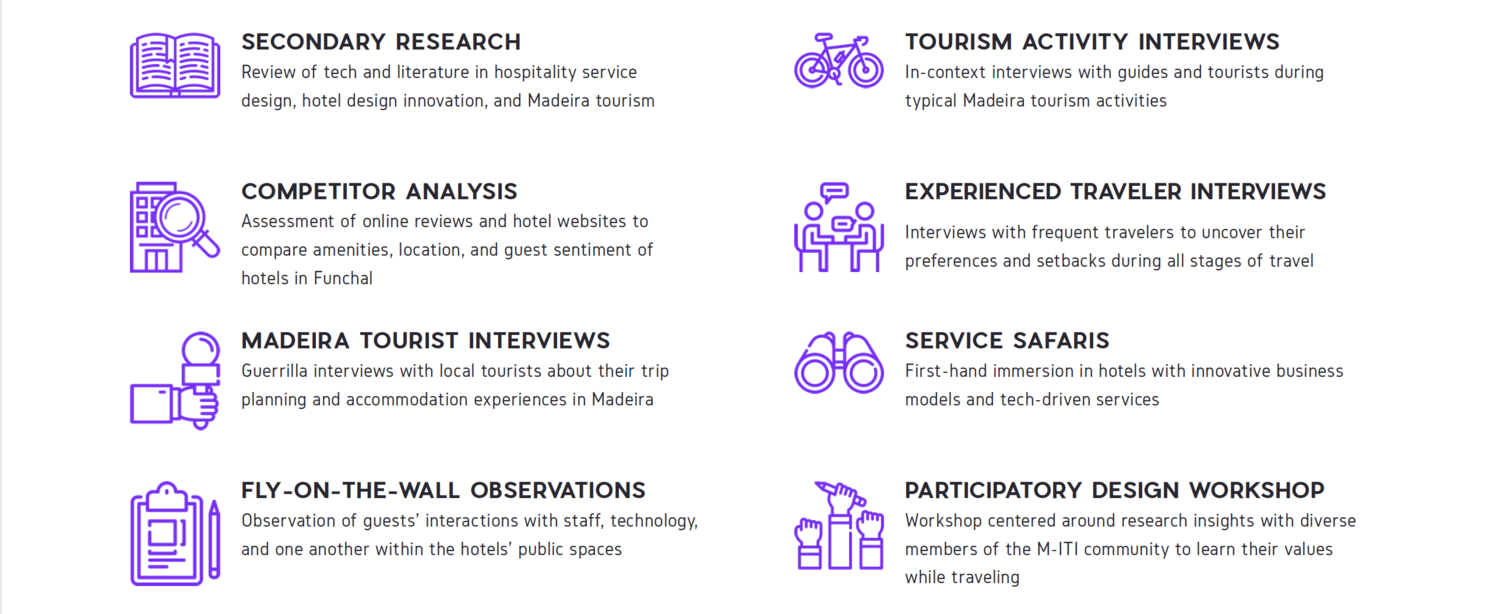 SECONDARY RESEARCH
Review of tech and literature in hospitality service
design, hotel design innovation, and Madeira tourism
COMPETITOR ANALYSIS
Assessment of online reviews and hotel websites to
compare amenities, location, and guest sentiment of
hotels in Funchal
MADEIRA TOURIST INTERVIEWS
Guerrilla interviews with local tourists about their trip
planning and accommodation experiences in Madeira
FLY-ON-THE-WALL OBSERVATIONS
Observation of guests’ interactions with staff, technology,
and one another within the hotels’ public spaces
TOURISM ACTIVITY INTERVIEWS
In-context interviews with guides and tourists during
typical Madeira tourism activities
EXPERIENCED TRAVELER INTERVIEWS
Interviews with frequent travelers to uncover their
preferences and setbacks during all stages of travel
SERVICE SAFARIS
First-hand immersion in hotels with innovative business
models and tech-driven services
PARTICIPATORY DESIGN WORKSHOP
Workshop centered around research insights with diverse
members of the M-ITI community to learn their values
while traveling